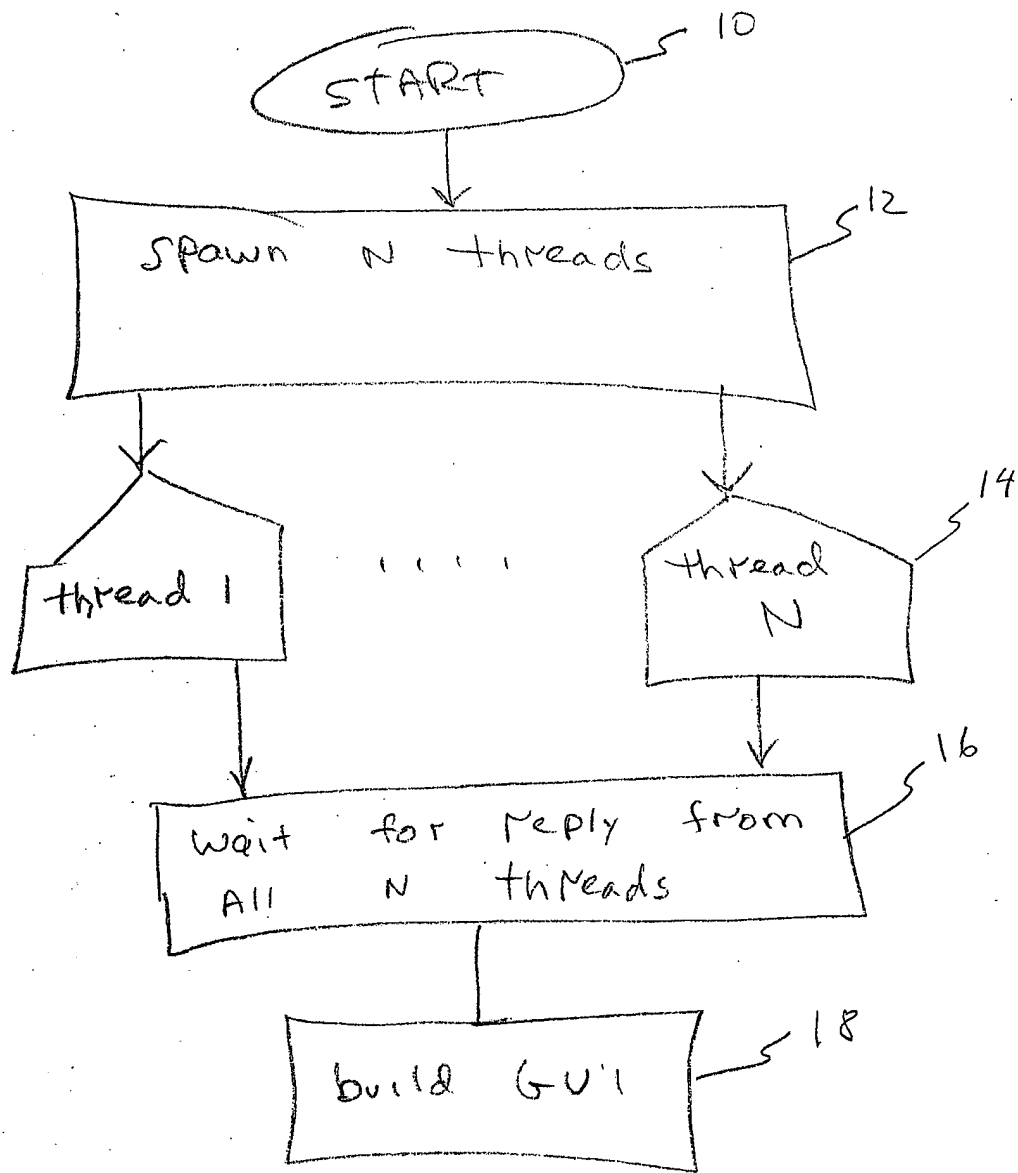 10
START
12
spawn N threads
14
thread 1
. . . .
thread
N
16
wait for reply from
All N threads
18
build GUI